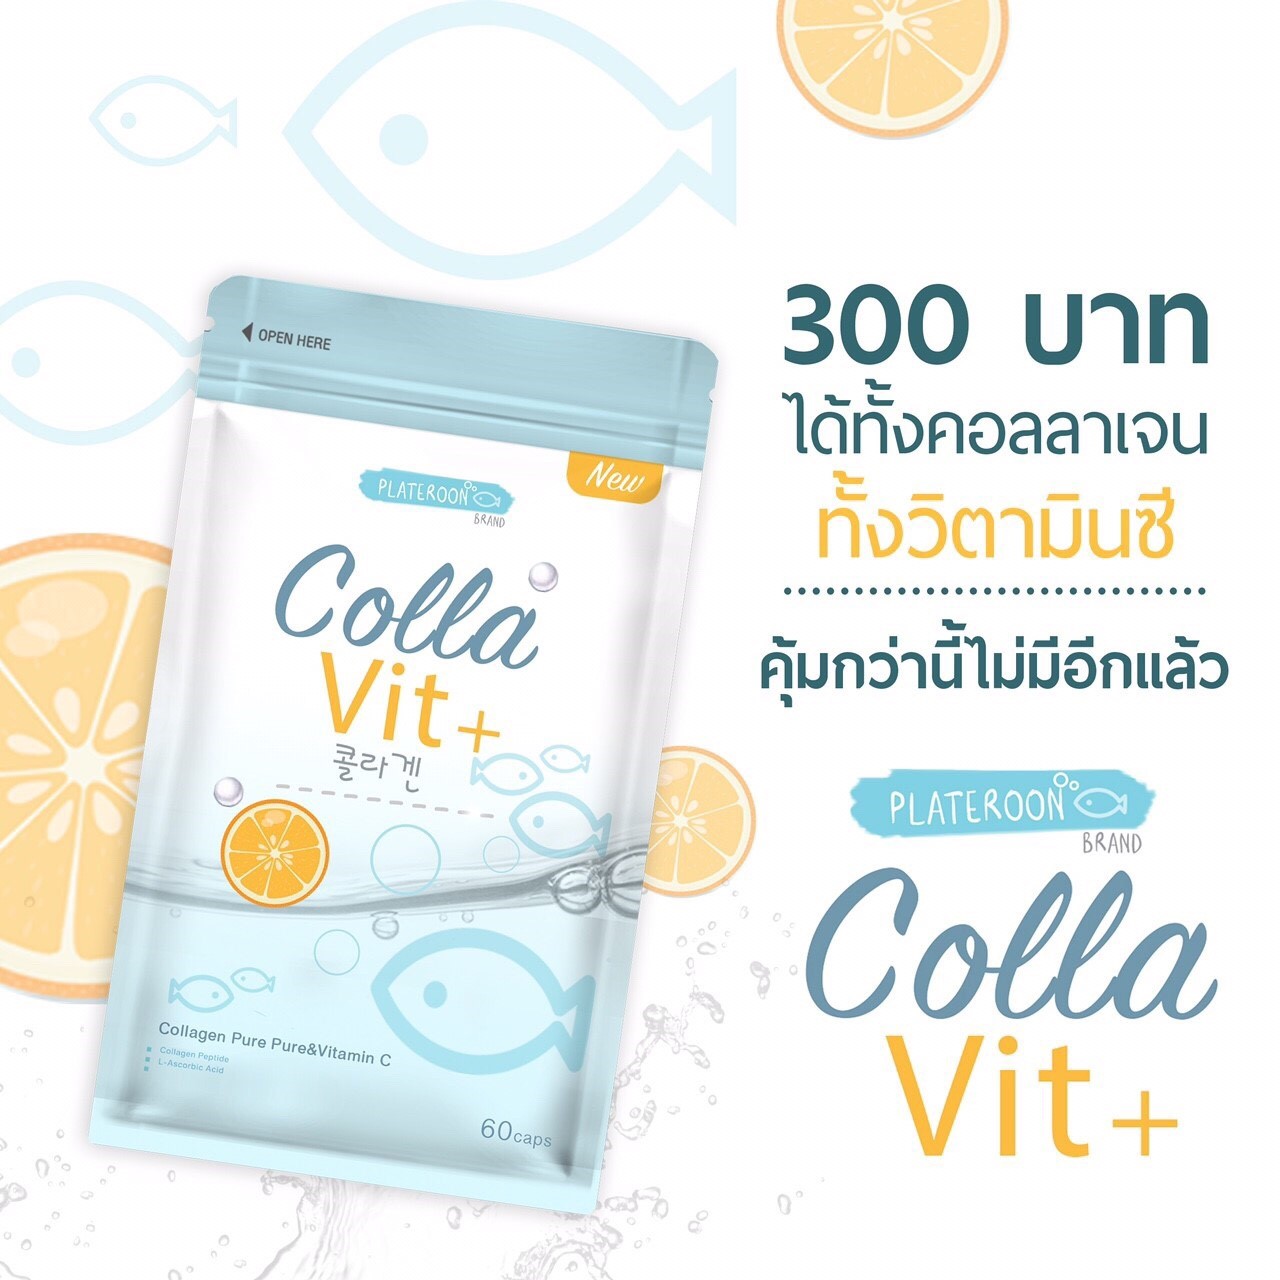 OPEN HERE
New
PLATEROON
BRAND
Colla
Vit+
콜라겐
Collagen Pure Pure&Vitamin C
Collagen Peptide
L-Ascorbic Acid
60caps
300 บาท
ได้ทั้งคอลลาเจน
ทั้งวิตามินซี
คุ้มกว่านี้ไม่มีอีกแล้ว
PLATEROON
BRAND
Colla
Vit+